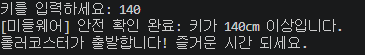 키를 입력하세요: 140
[미들웨어] 안전 확인 완료: 키가 140cm 이상입니다.
롤러코스터가 출발합니다! 즐거운 시간 되세요.